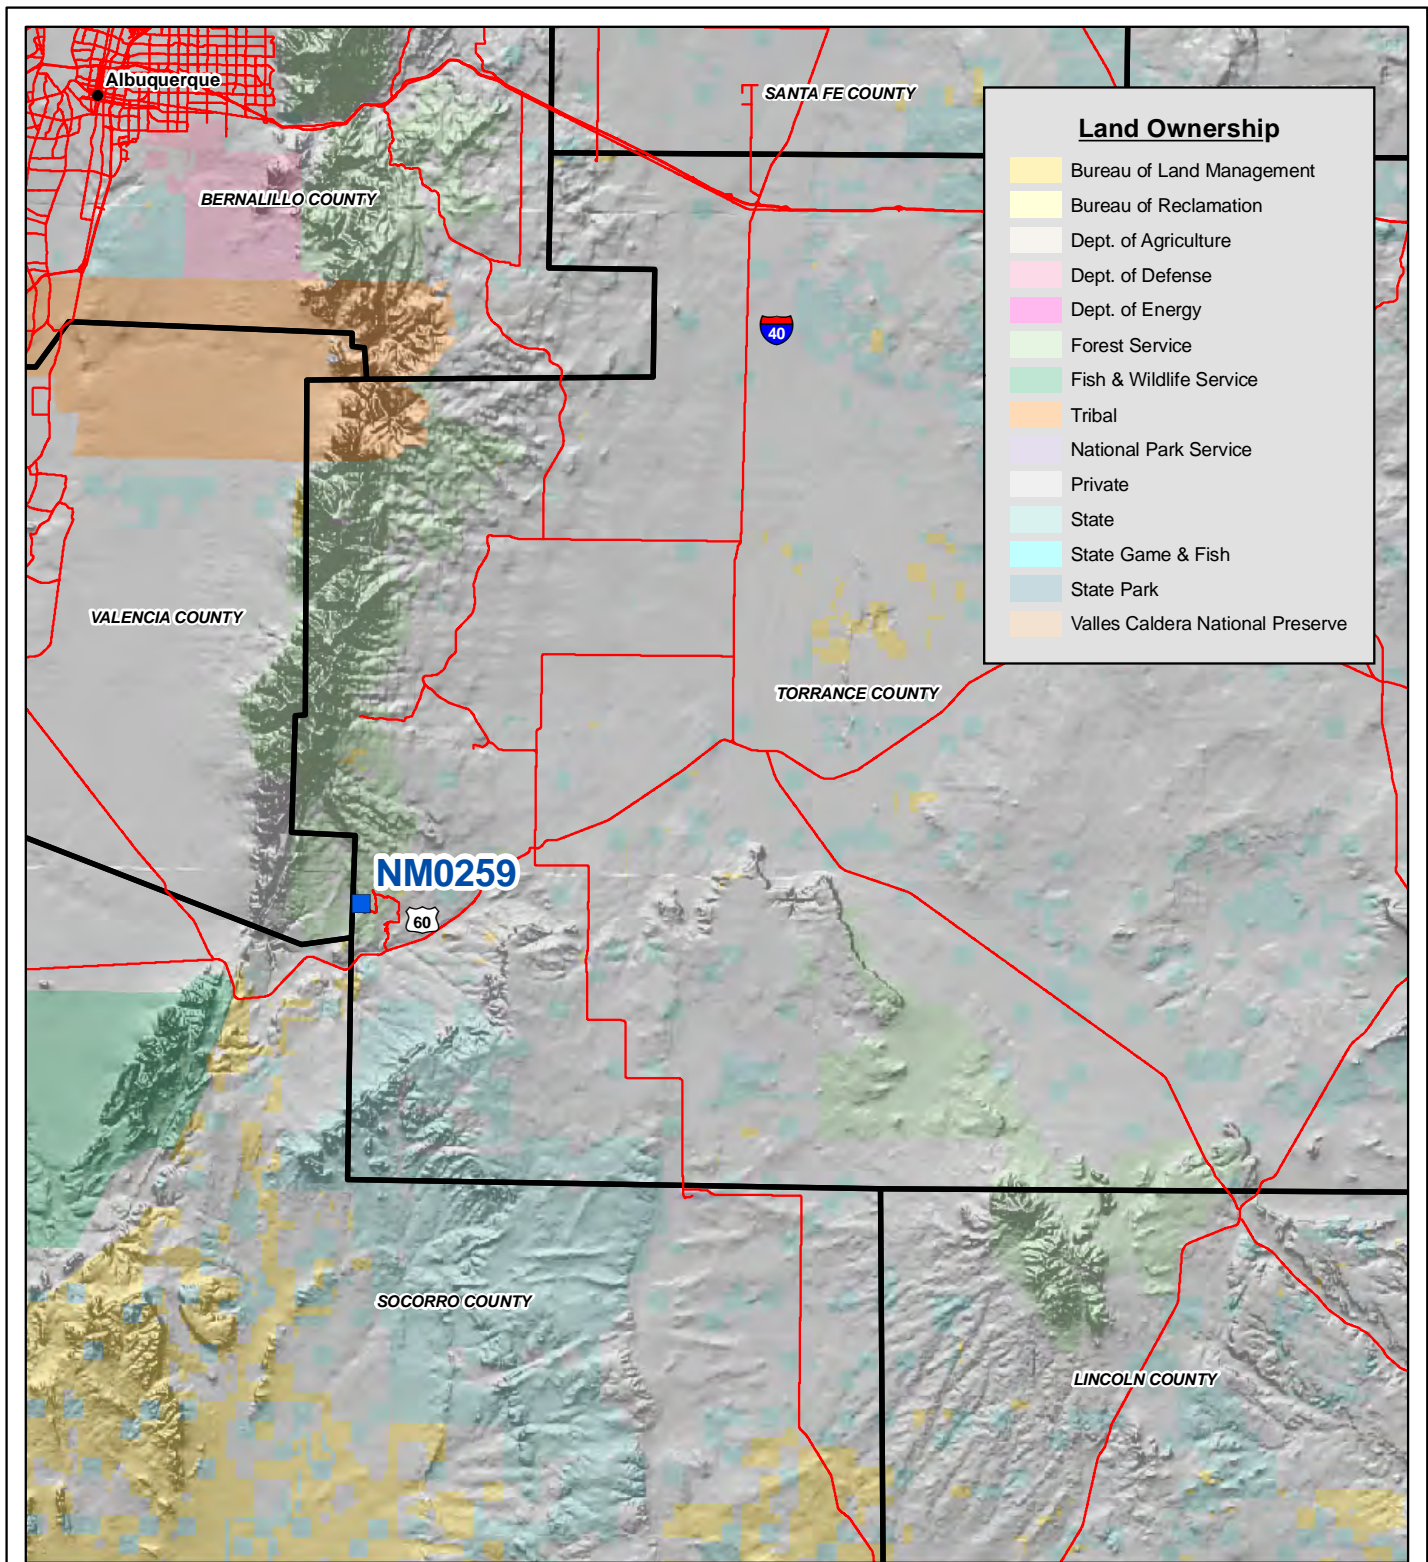 Albuquerque
SANTA FE COUNTY
Land Ownership
Bureau of Land Management
BERNALILLO COUNTY
Bureau of Reclamation
Dept. of Agriculture
Dept. of Defense
Dept. of Energy
40
Forest Service
Fish & Wildlife Service
Tribal
National Park Service
Private
State
State Game & Fish
State Park
VALENCIA COUNTY
Valles Caldera National Preserve
TORRANCE COUNTY
NM0259
60
SOCORRO COUNTY
LINCOLN COUNTY